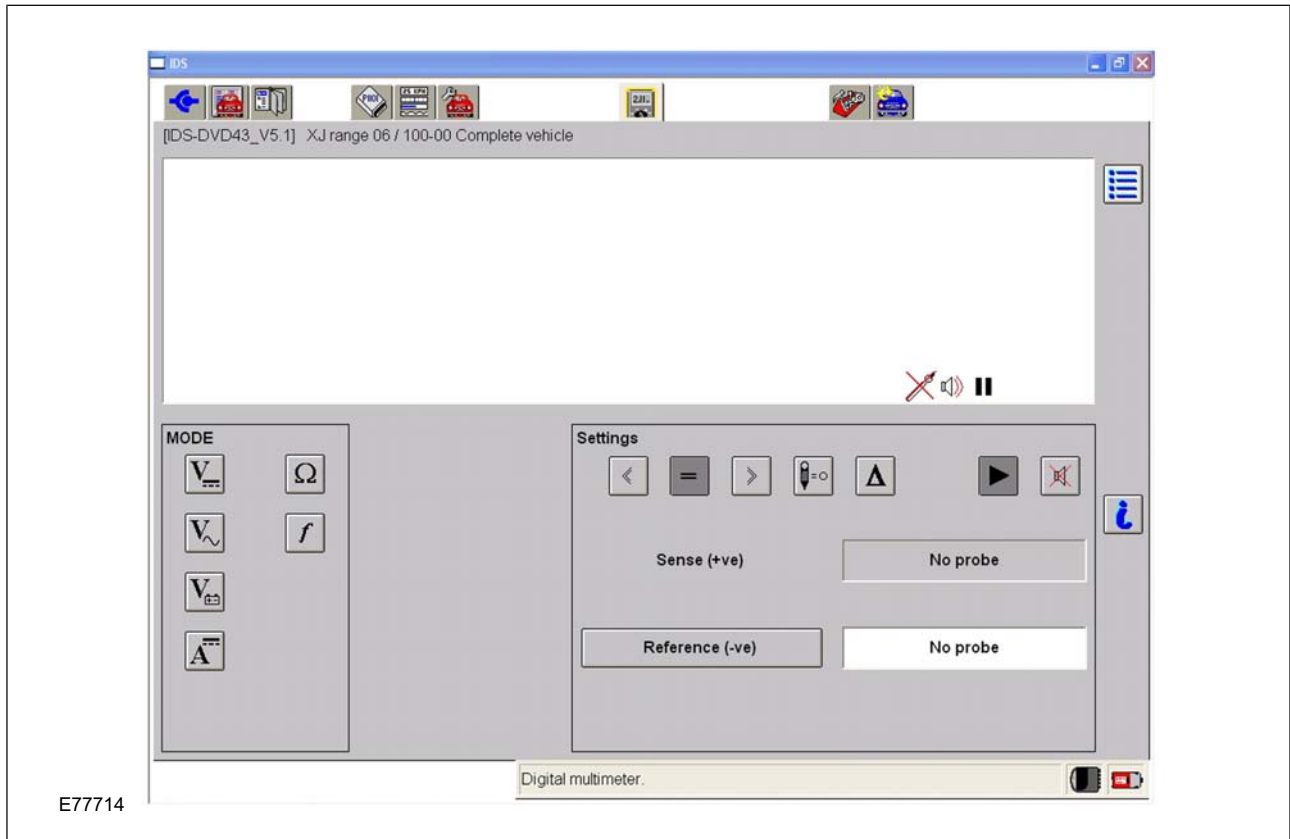 IDS
[IDS-DVD43_V5.1] XJ range 06 / 100-00 Complete vehicle
MODE
V
Ω
V
f
V
A
Settings
< = > =○ Δ
Sense (+ve) No probe
Reference (-ve) No probe
i
Digital multimeter.
E77714